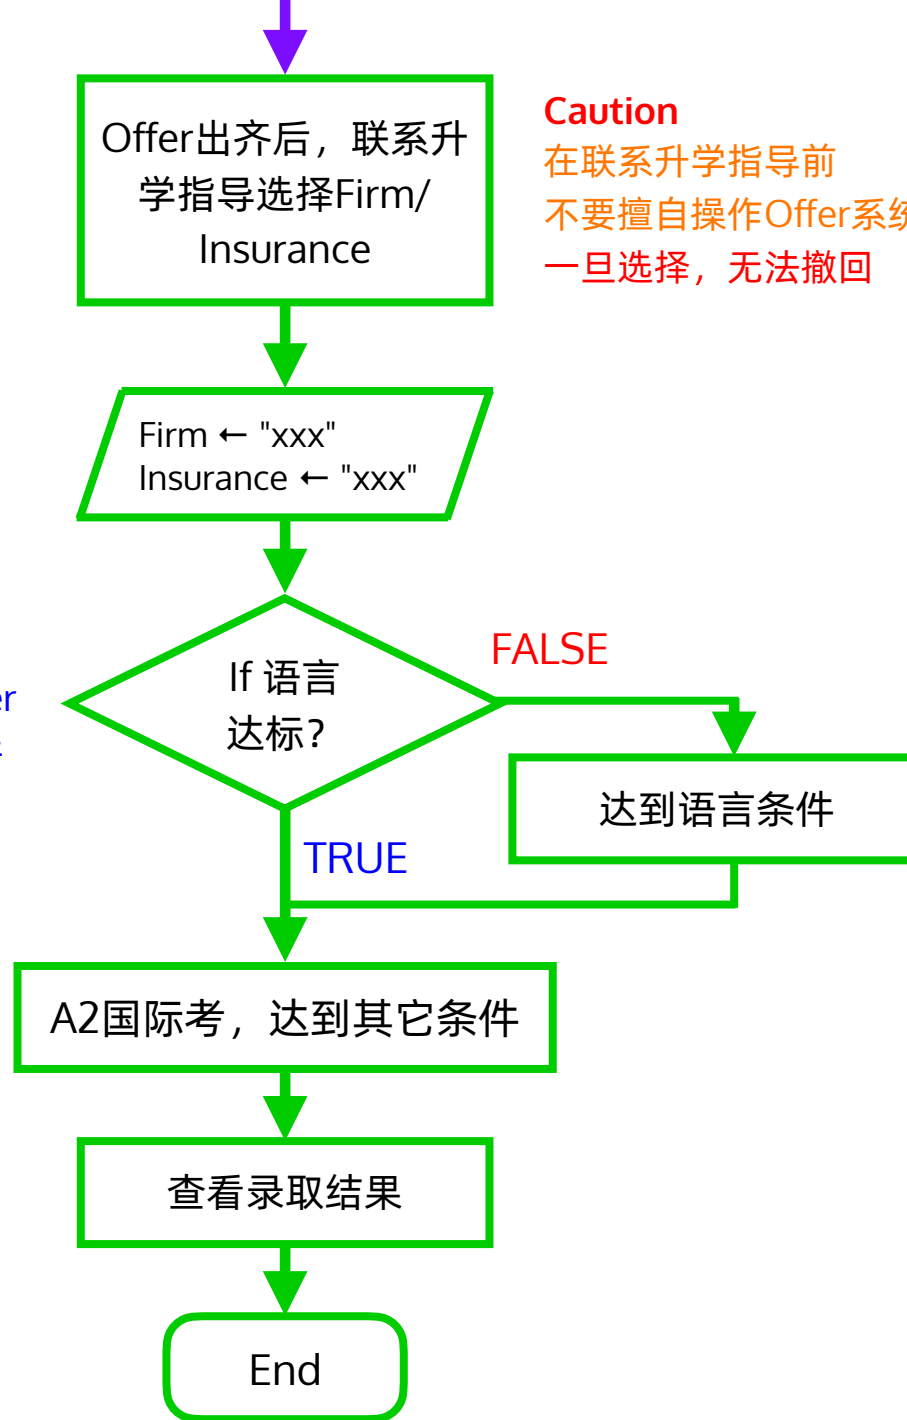 Offer出齐后，联系升
学指导选择Firm/
Insurance
Caution
在联系升学指导前
不要擅自操作Offer系统
一旦选择，无法撤回
Firm ← "xxx"
Insurance ← "xxx"
If 语言
达标？
FALSE
达到语言条件
TRUE
A2国际考，达到其它条件
查看录取结果
End